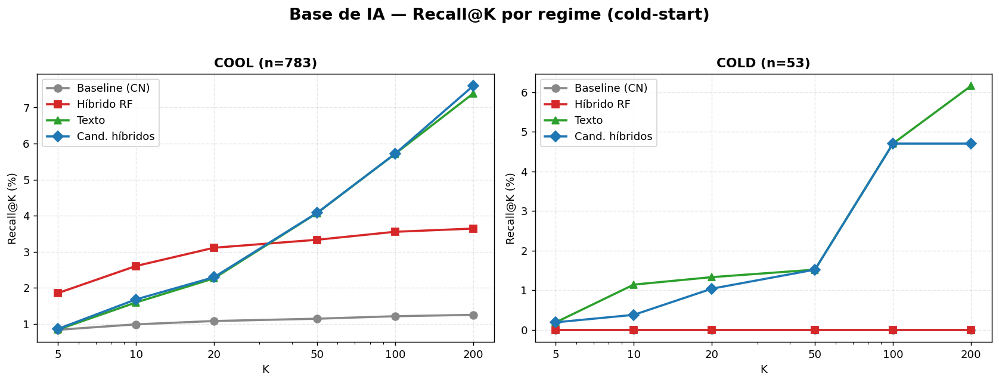 Base de IA — Recall@K por regime (cold-start)
COOL (n=783)
Baseline (CN)
Híbrido RF
Texto
Cand. híbridos
Recall@K (%)
7
6
5
4
3
2
1
5 10 20 50 100 200
K
COLD (n=53)
Baseline (CN)
Híbrido RF
Texto
Cand. híbridos
Recall@K (%)
6
5
4
3
2
1
0
5 10 20 50 100 200
K